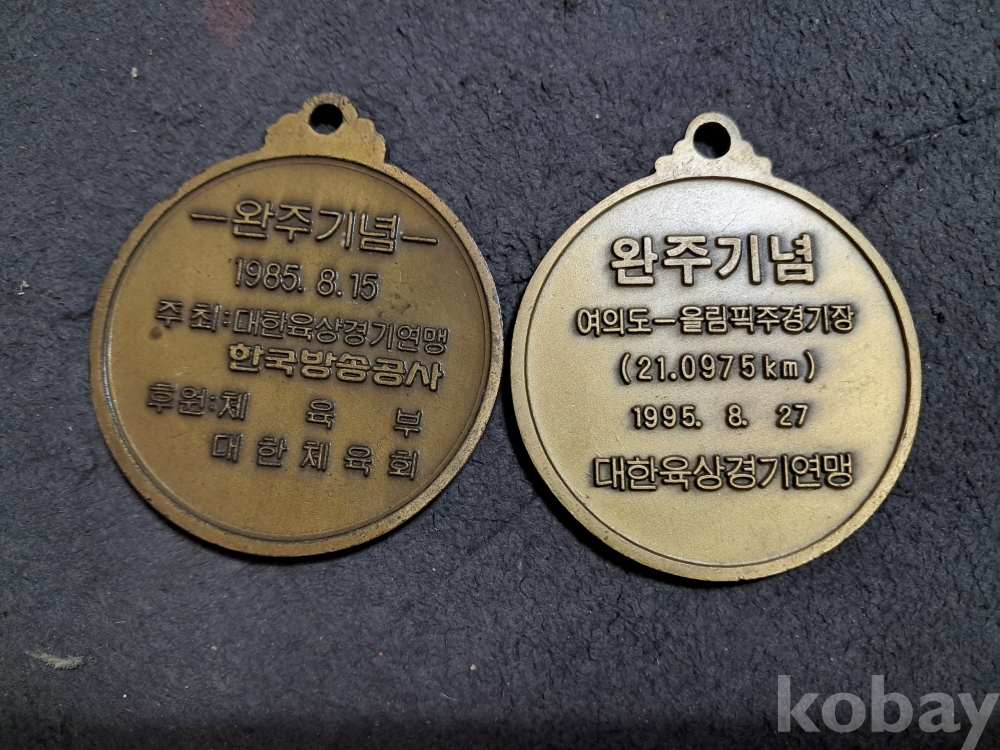 —완주기념—
1985. 8. 15
주최:대한육상경기연맹
한국방송공사
후원:체 육 부
대한체육회
완주기념
여의도—올림픽주경기장
(21.0975km)
1995. 8. 27
대한육상경기연맹
kobay